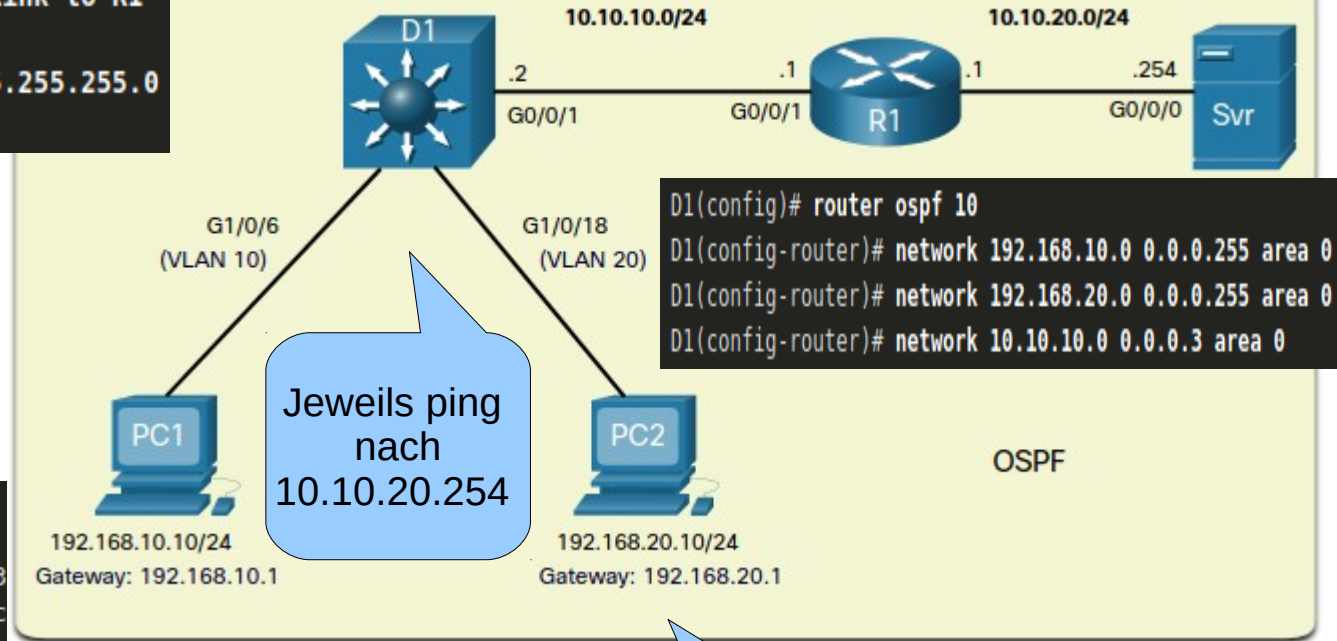 to R1
.255.255.0
D1
10.10.10.0/24
10.10.20.0/24
.2
.1
.1
.254
G0/0/1
G0/0/1
R1
G0/0/0
Svr
G1/0/6
(VLAN 10)
G1/0/18
(VLAN 20)
D1(config)# router ospf 10
D1(config-router)# network 192.168.10.0 0.0.0.255 area 0
D1(config-router)# network 192.168.20.0 0.0.0.255 area 0
D1(config-router)# network 10.10.10.0 0.0.0.3 area 0
Jeweils ping
nach
10.10.20.254
PC1
PC2
OSPF
192.168.10.10/24
Gateway: 192.168.10.1
192.168.20.10/24
Gateway: 192.168.20.1